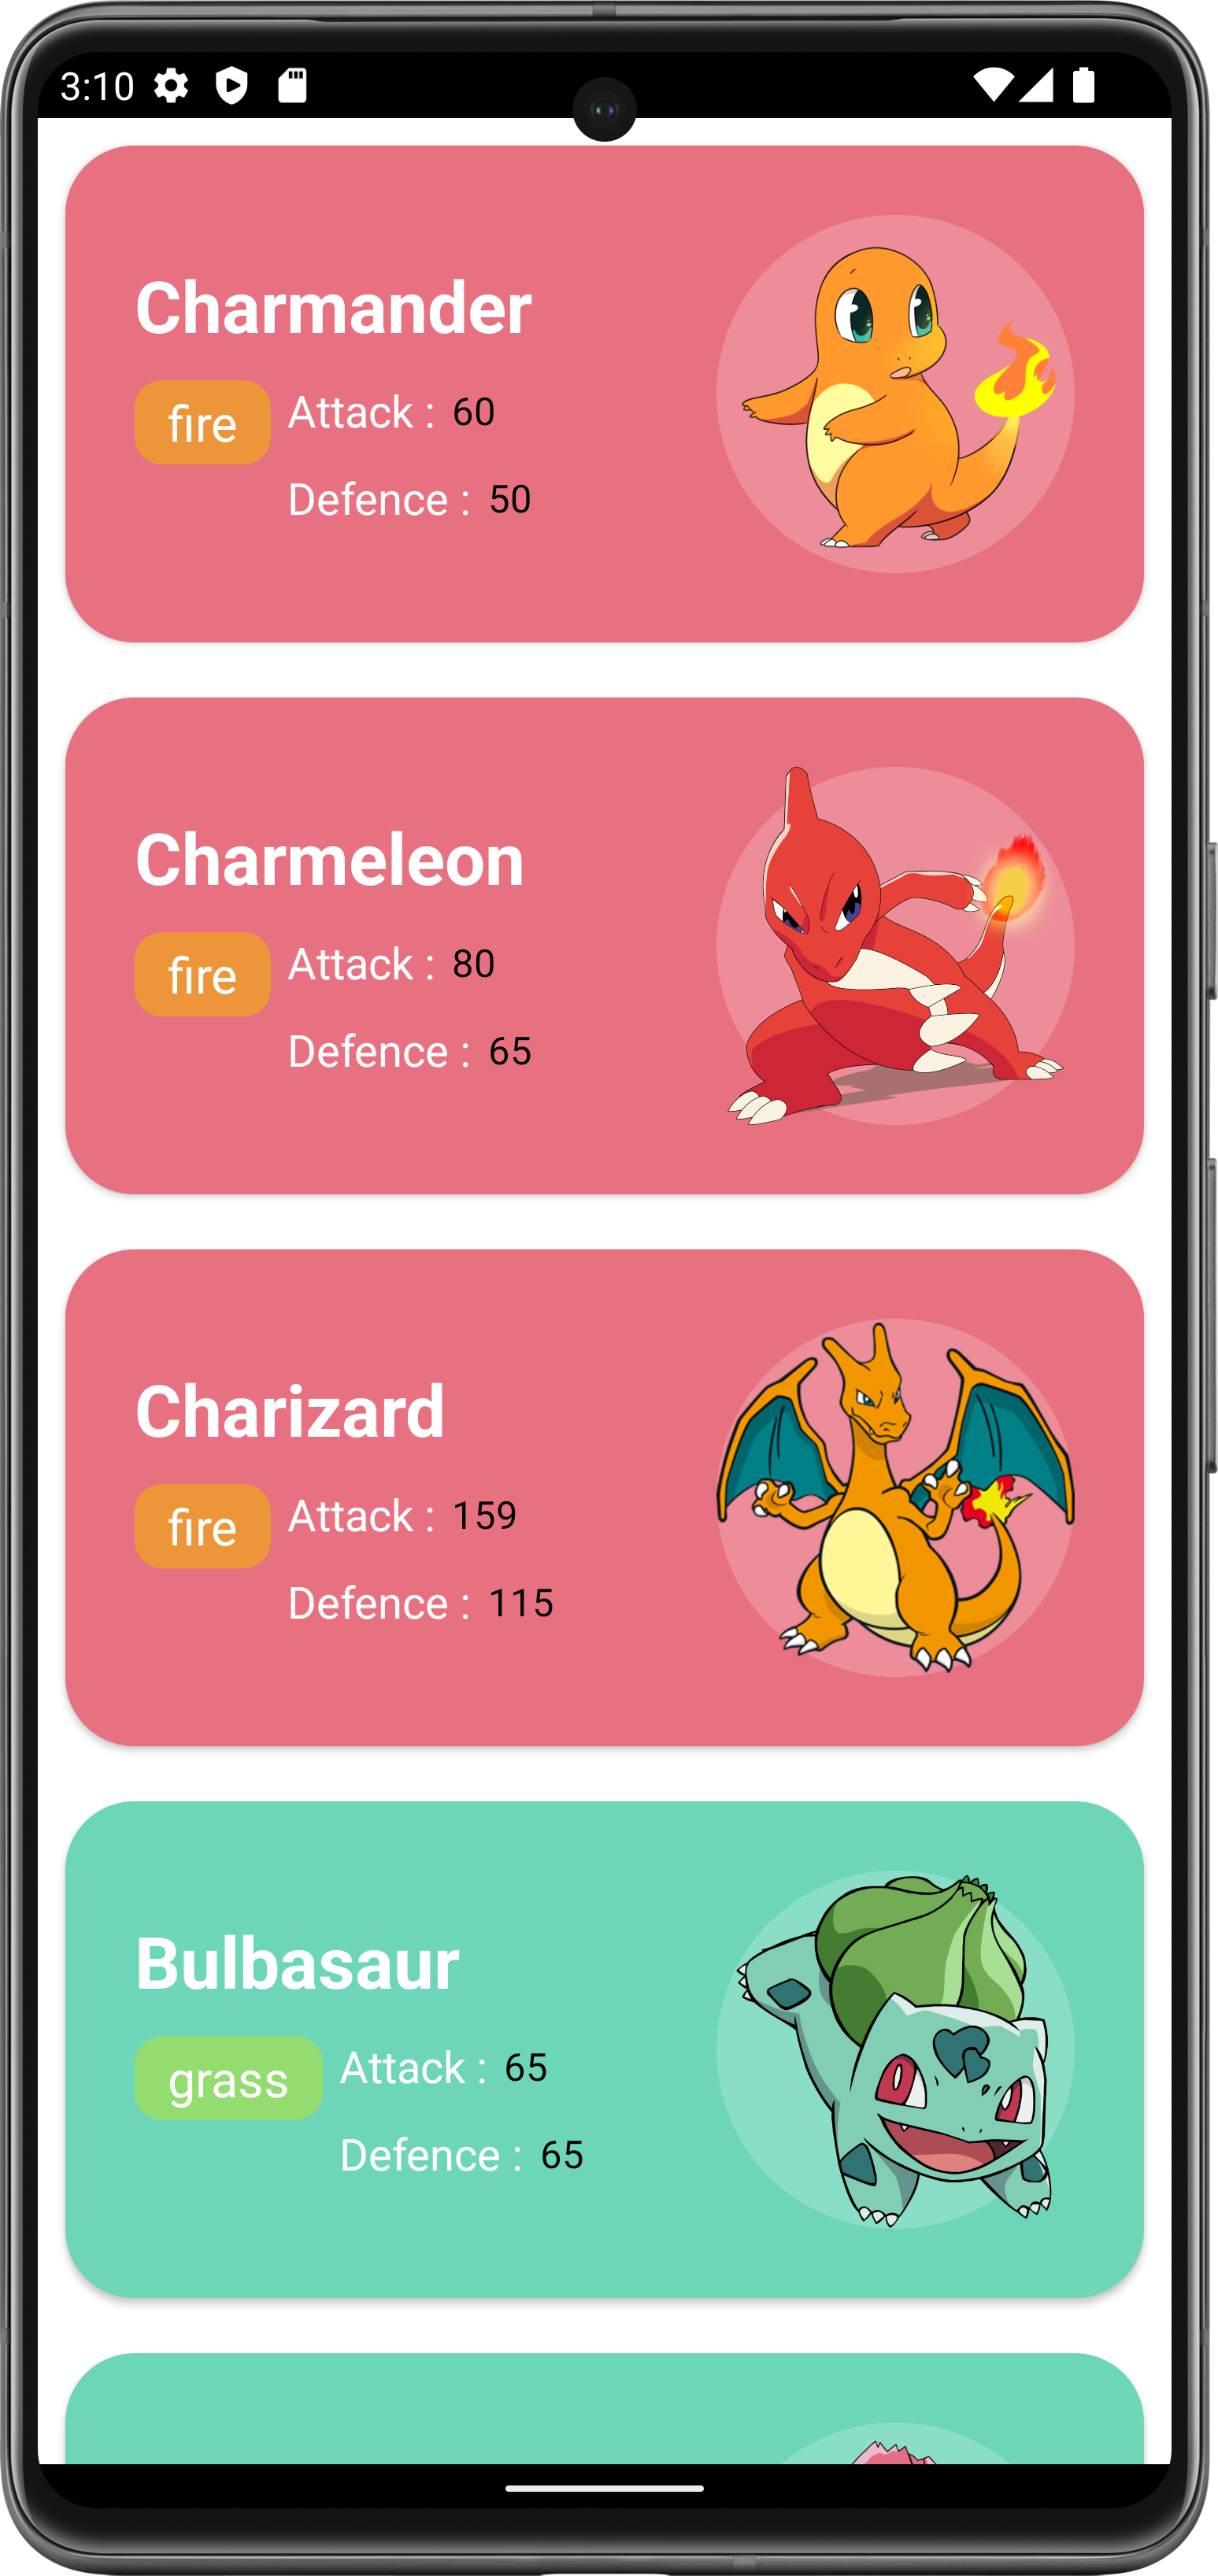 3:10
Charmander
fire Attack : 60
Defence : 50
Charmeleon
fire Attack : 80
Defence : 65
Charizard
fire Attack : 159
Defence : 115
Bulbasaur
grass Attack : 65
Defence : 65